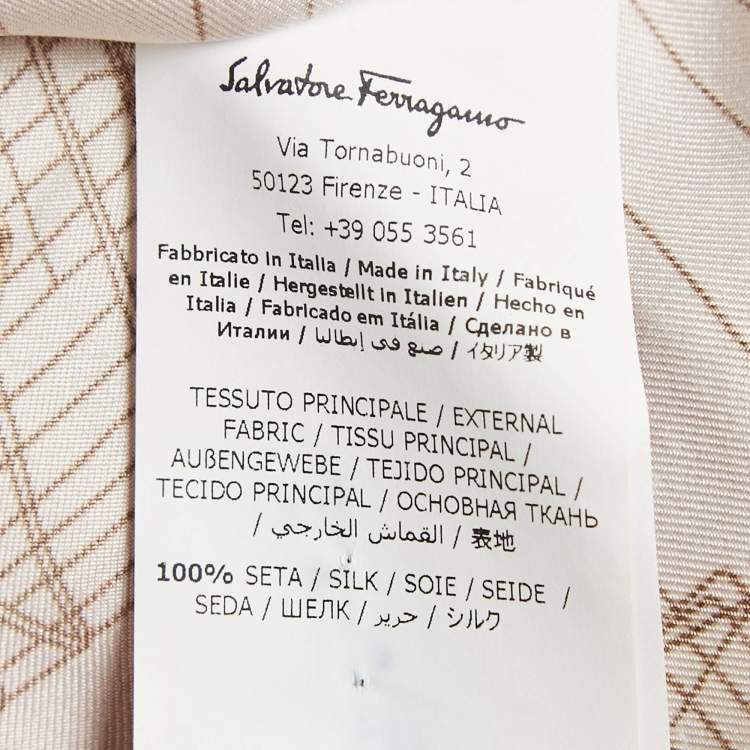 Salvatore Ferragamo
Via Tornabuoni, 2
50123 Firenze - ITALIA
Tel: +39 055 3561
Fabbricato in Italia / Made in Italy / Fabriqué
en Italie / Hergestellt in Italien / Hecho en
Italia / Fabricado em Itália / Сделано в
Италии / صنع في إيطاليا / イタリア製
TESSUTO PRINCIPALE / EXTERNAL
FABRIC / TISSU PRINCIPAL /
AUßENGEWEBE / TEJIDO PRINCIPAL /
TECIDO PRINCIPAL / ОСНОВНАЯ ТКАНЬ
/ القماش الخارجي / 表地
100% SETA / SILK / SOIE / SEIDE /
SEDA / ШЕЛК / حرير / シルク